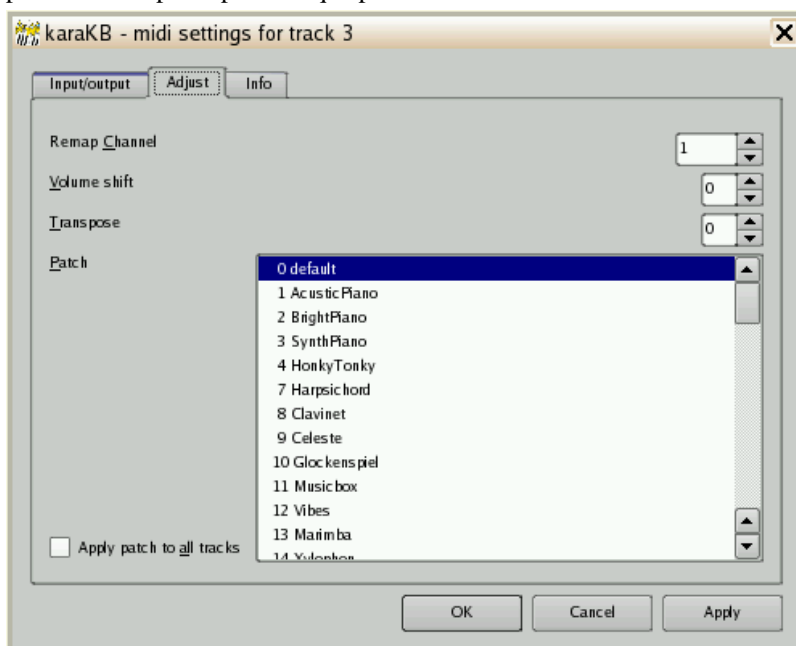 karaKB - midi settings for track 3
Input/output Adjust Info
Remap Channel 1
Volume shift 0
Transpose 0
Patch
0 default
1 AcusticPiano
2 BrightPiano
3 SynthPiano
4 HonkyTonky
7 Harpsichord
8 Clavinet
9 Celeste
10 Glockenspiel
11 Musicbox
12 Vibes
13 Marimba
14 Xylophon
Apply patch to all tracks
OK Cancel Apply